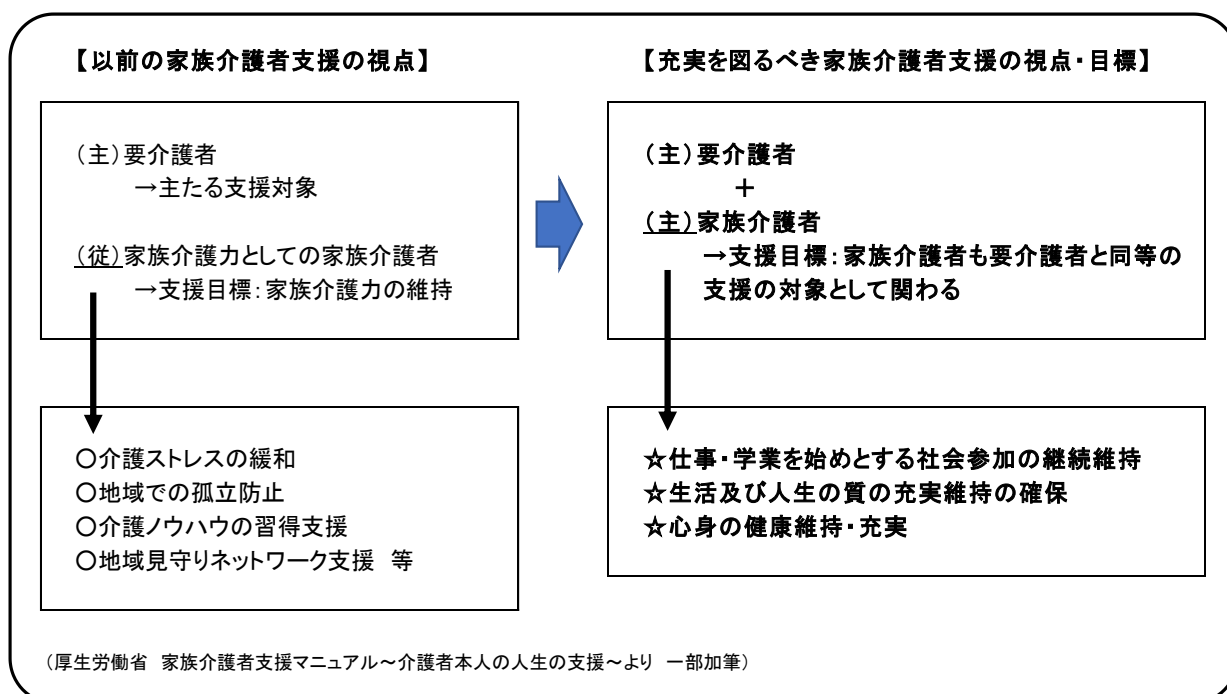 【以前の家族介護者支援の視点】
（主）要介護者
→主たる支援対象
（従）家族介護力としての家族介護者
→支援目標：家族介護力の維持
〇介護ストレスの緩和
〇地域での孤立防止
〇介護ノウハウの習得支援
〇地域見守りネットワーク支援　等
【充実を図るべき家族介護者支援の視点・目標】
（主）要介護者
＋
（主）家族介護者
→支援目標：家族介護者も要介護者と同等の
支援の対象として関わる
☆仕事・学業を始めとする社会参加の継続維持
☆生活及び人生の質の充実維持の確保
☆心身の健康維持・充実
（厚生労働省　家族介護者支援マニュアル～介護者本人の人生の支援～より　一部加筆）